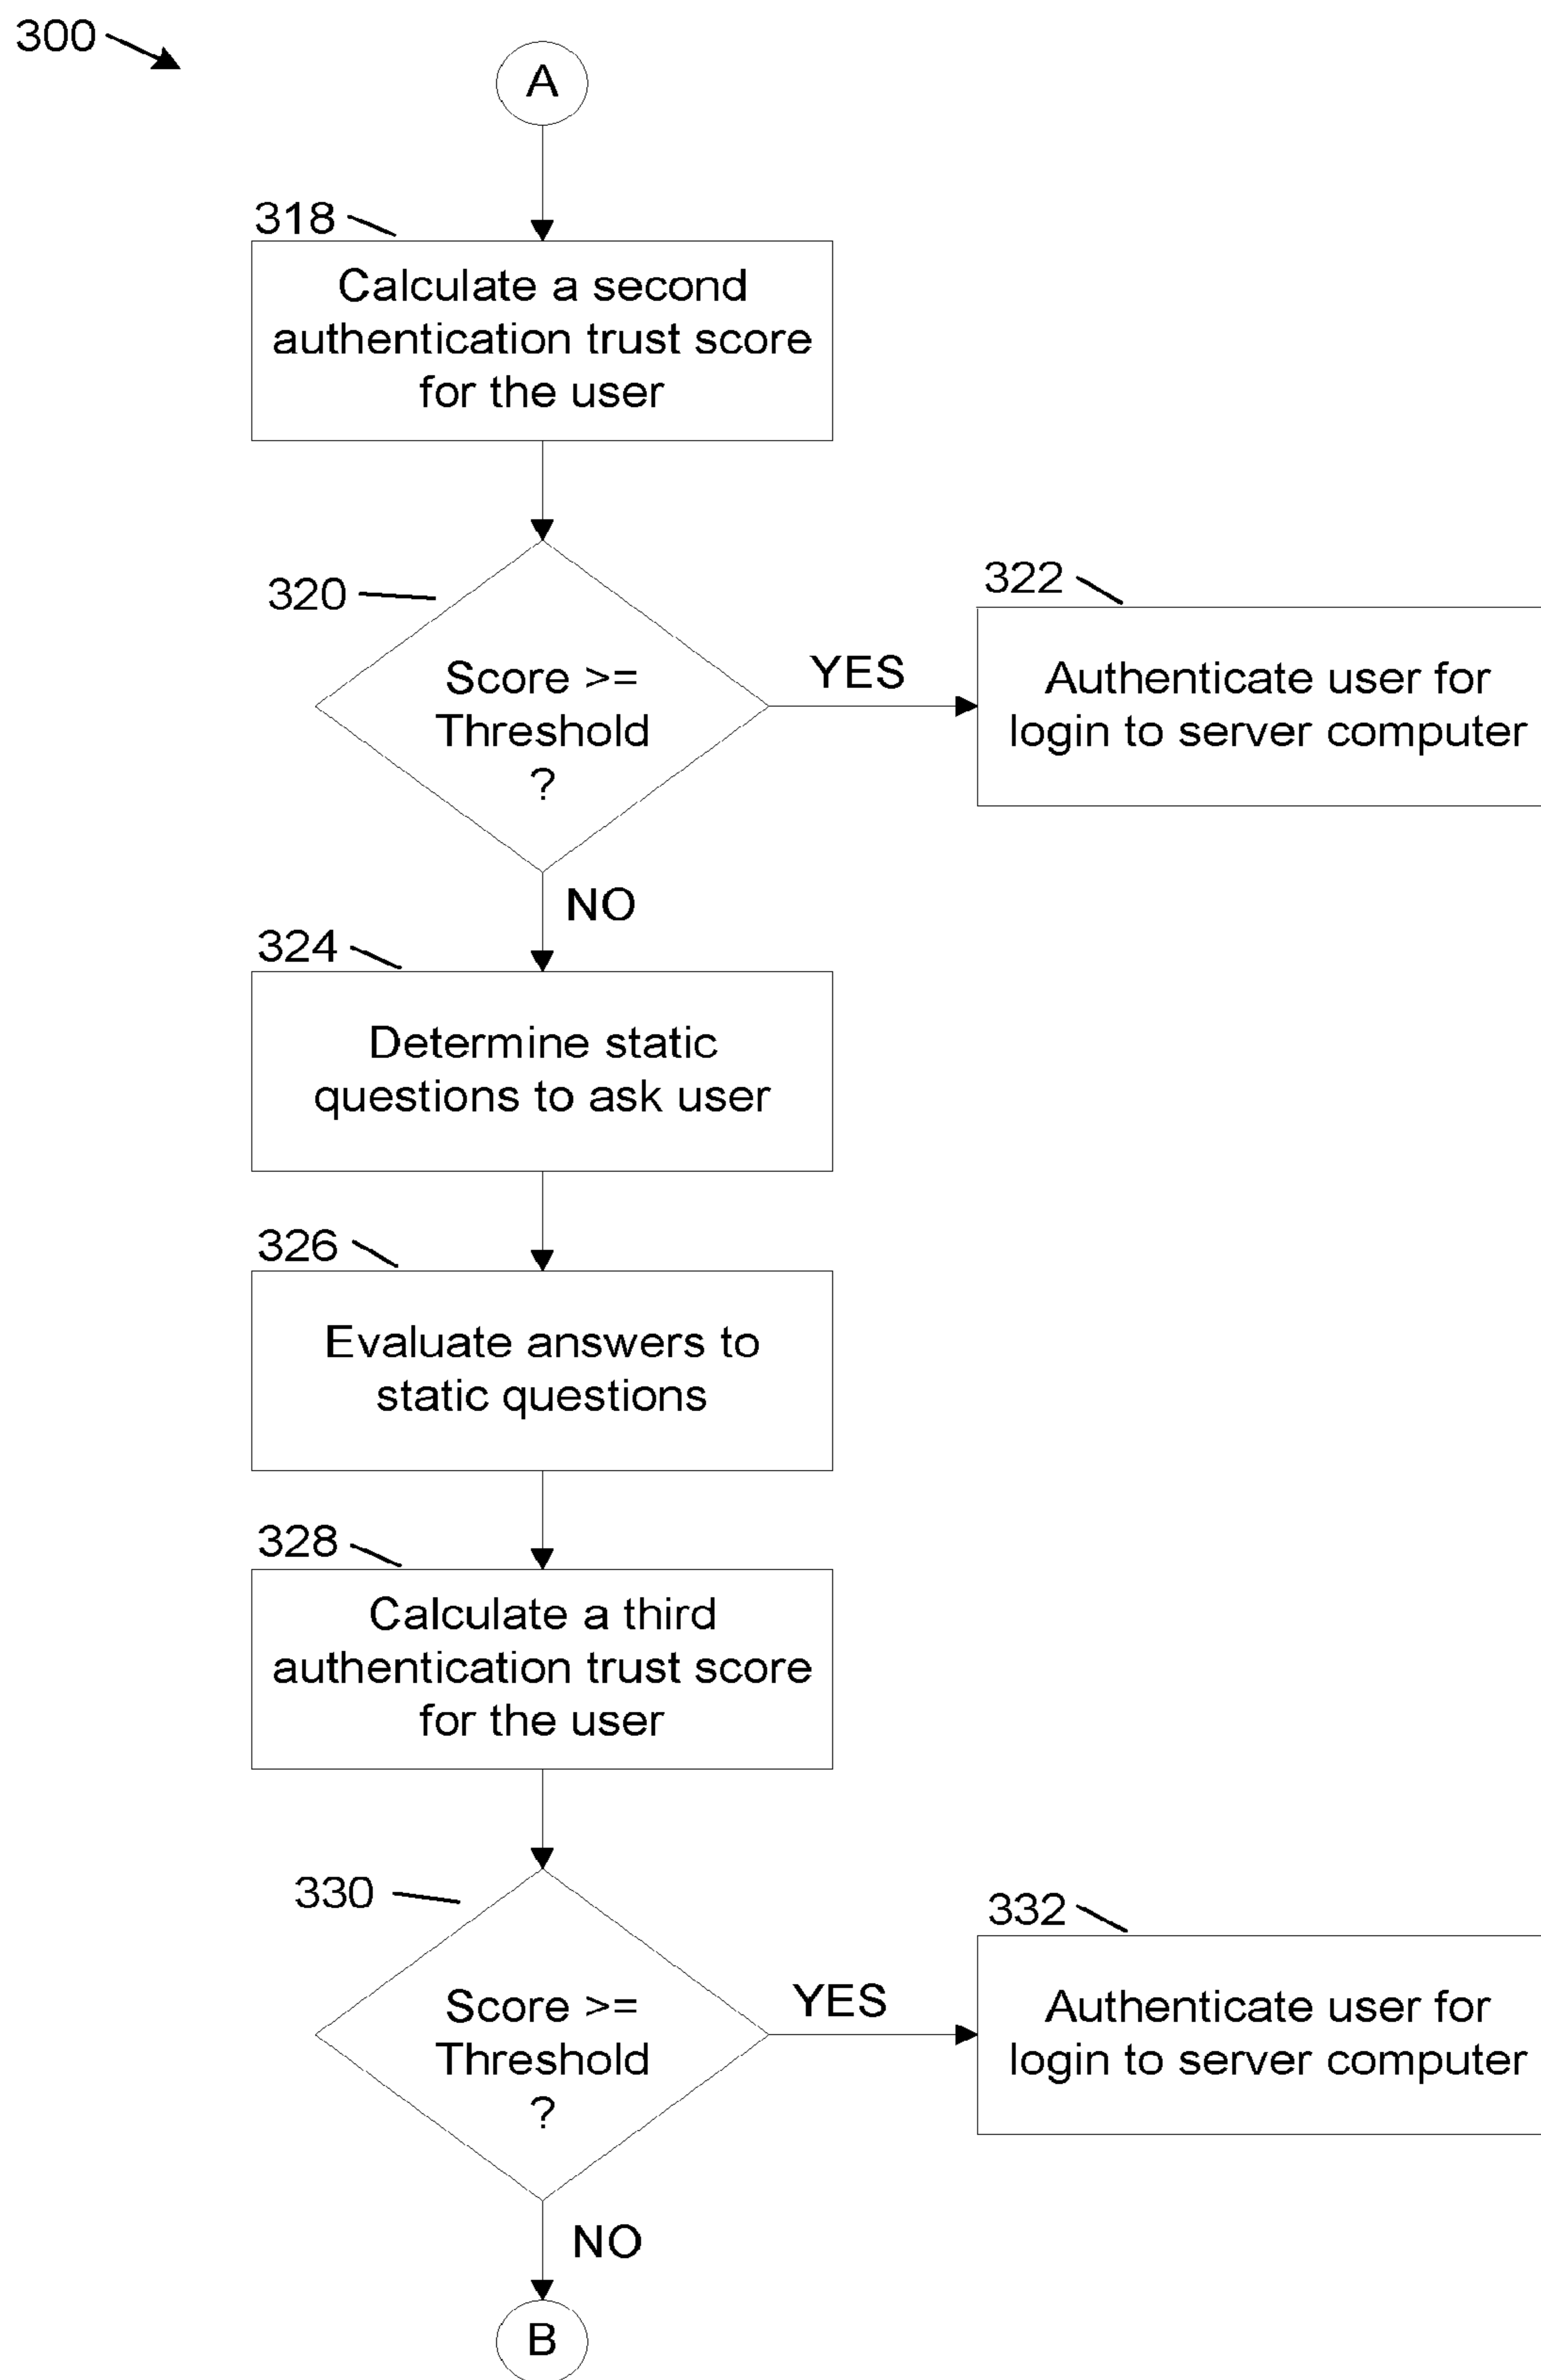 300
A
318
Calculate a second
authentication trust score
for the user
320
Score >=
Threshold
?
YES
322
Authenticate user for
login to server computer
NO
324
Determine static
questions to ask user
326
Evaluate answers to
static questions
328
Calculate a third
authentication trust score
for the user
330
Score >=
Threshold
?
YES
332
Authenticate user for
login to server computer
NO
B